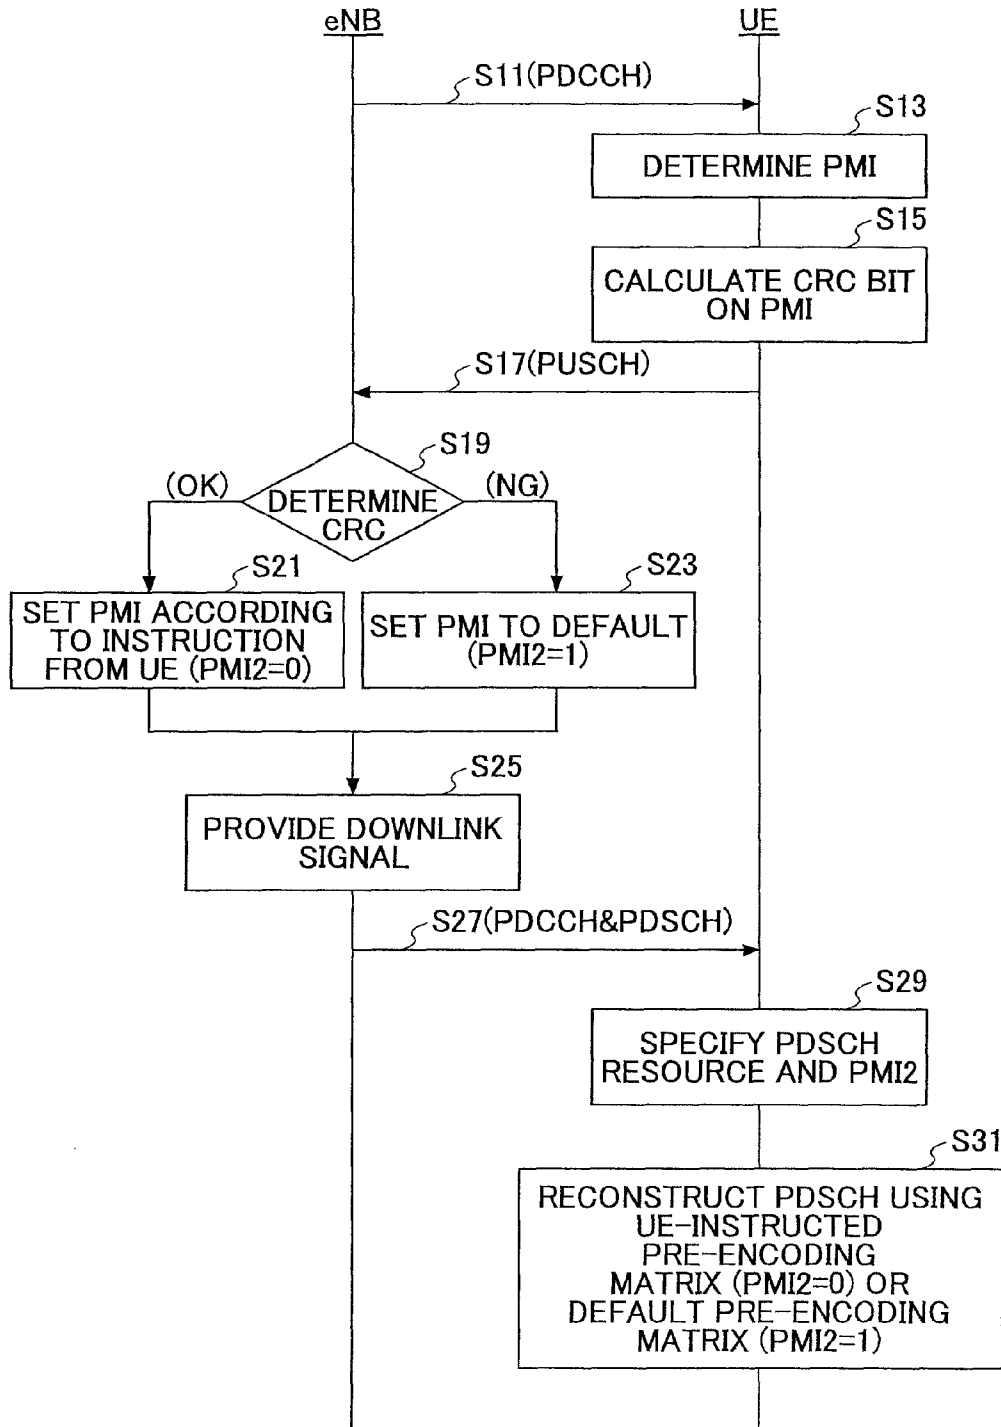 eNB
UE
S11(PDCCH)
S13
DETERMINE PMI
S15
CALCULATE CRC BIT
ON PMI
S17(PUSCH)
S19
(OK)
DETERMINE
CRC
(NG)
S21
SET PMI ACCORDING
TO INSTRUCTION
FROM UE (PMI2=0)
S23
SET PMI TO DEFAULT
(PMI2=1)
S25
PROVIDE DOWNLINK
SIGNAL
S27(PDCCH&PDSCH)
S29
SPECIFY PDSCH
RESOURCE AND PMI2
S31
RECONSTRUCT PDSCH USING
UE-INSTRUCTED
PRE-ENCODING
MATRIX (PMI2=0) OR
DEFAULT PRE-ENCODING
MATRIX (PMI2=1)